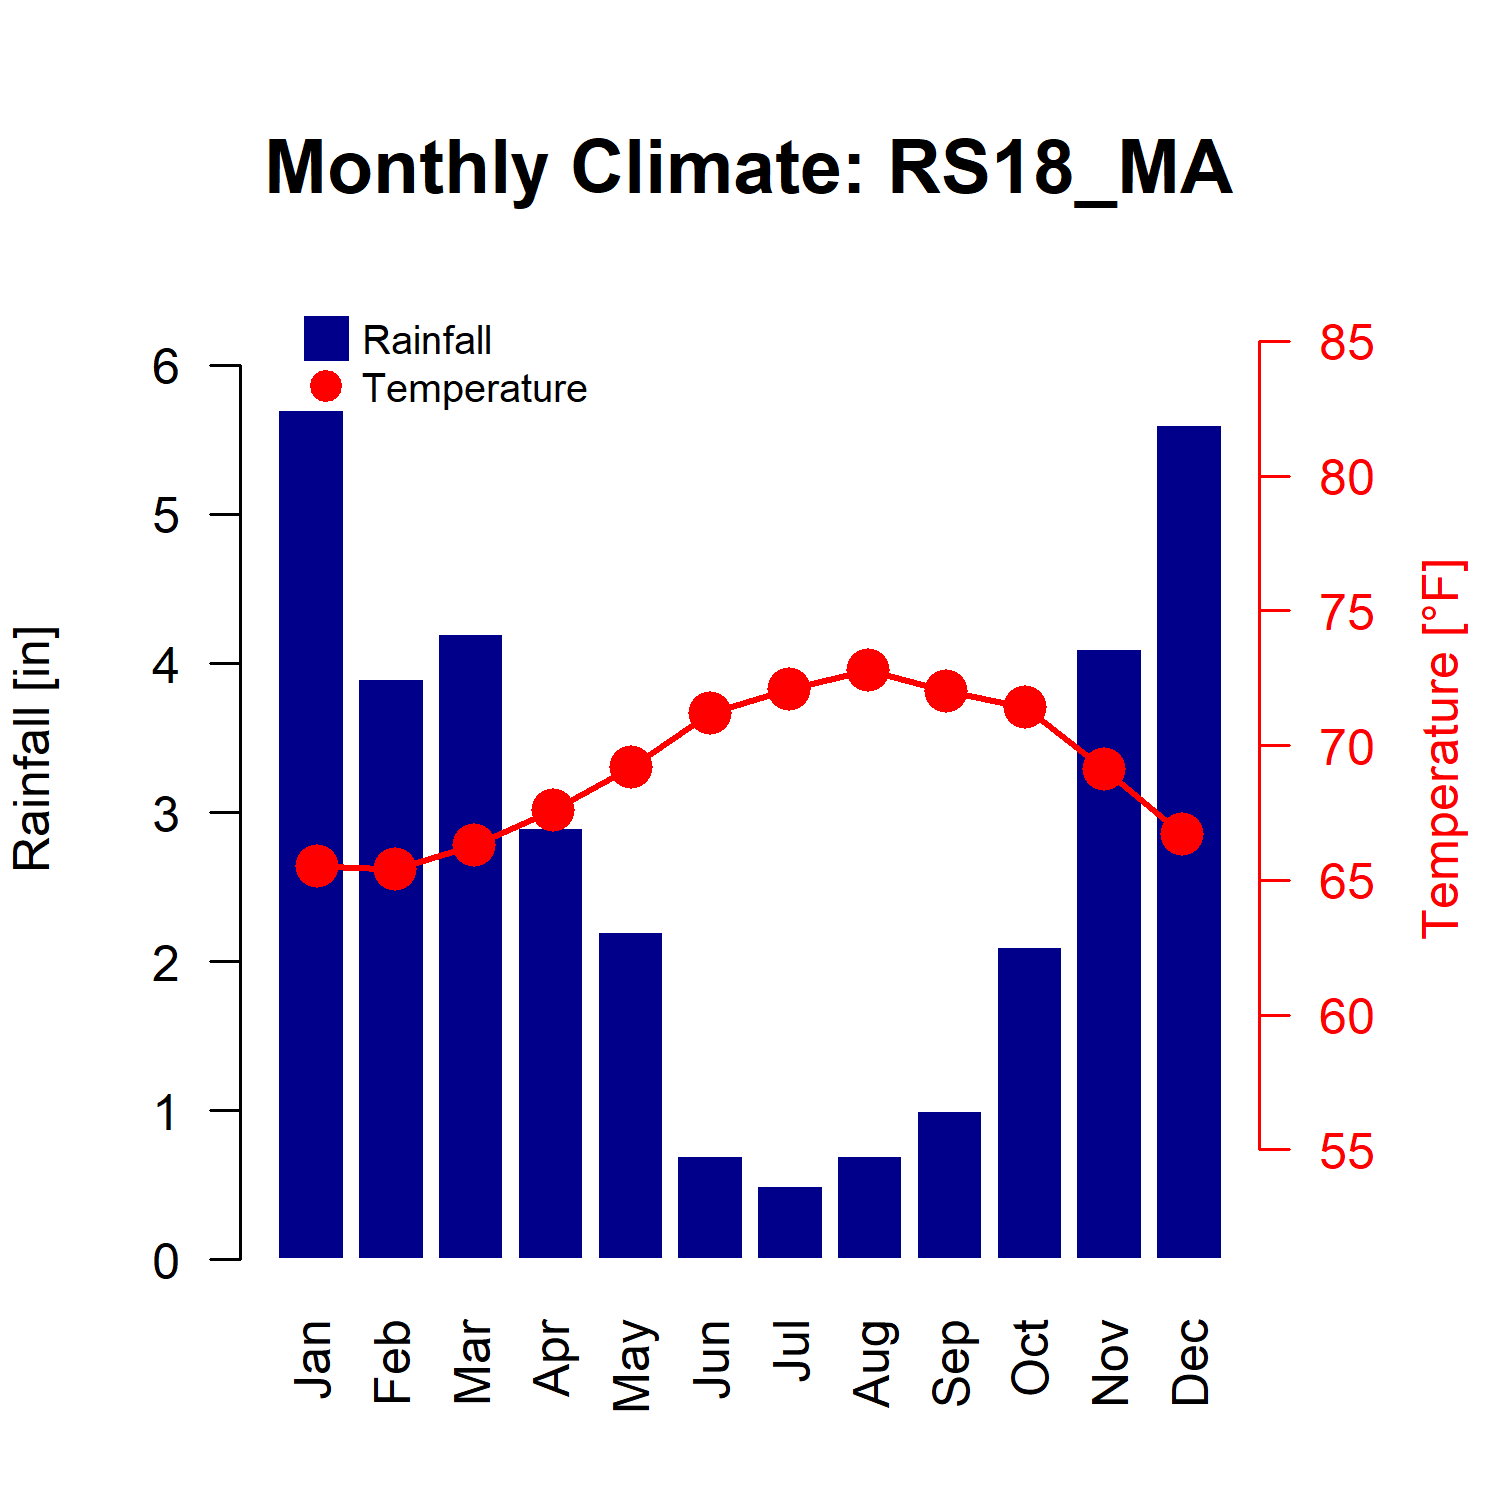 Monthly Climate: RS18_MA
Rainfall
Temperature
6
5
4
3
2
1
0
Rainfall [in]
85
80
75
70
65
60
55
Temperature [°F]
Jan
Feb
Mar
Apr
May
Jun
Jul
Aug
Sep
Oct
Nov
Dec